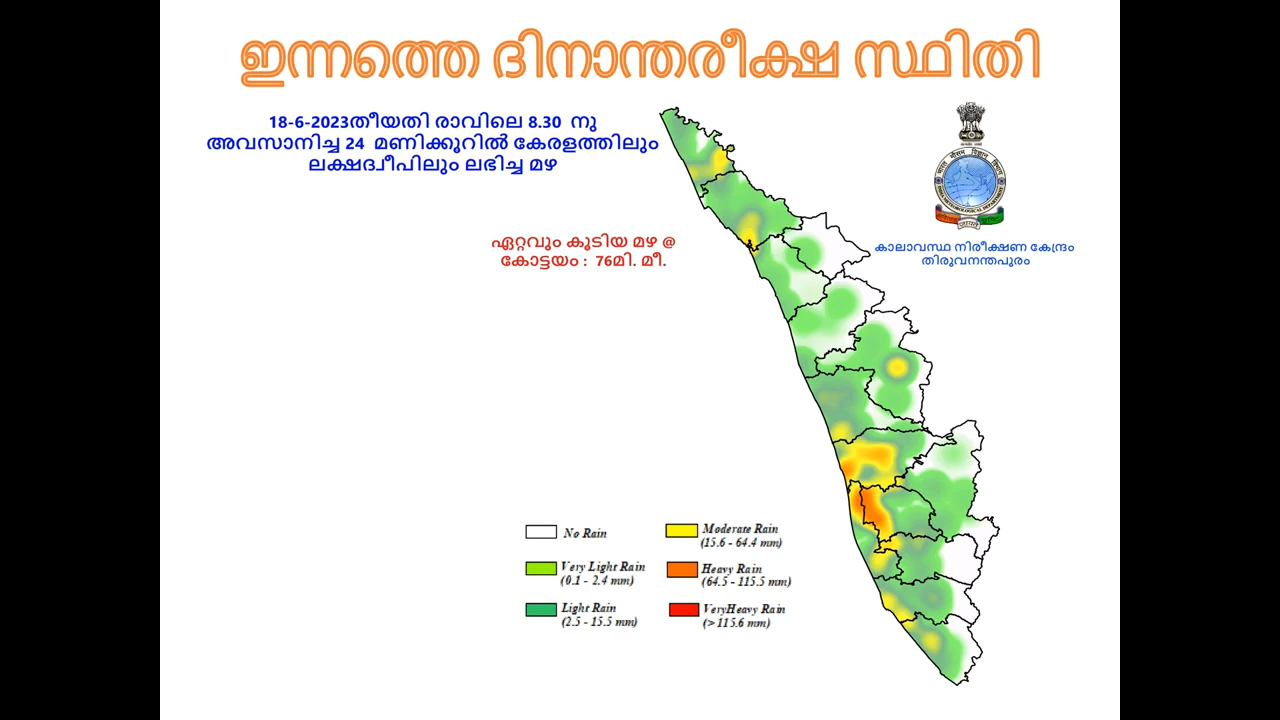 ഇന്നത്തെ ദിനാന്തരീക്ഷ സ്ഥിതി
18-6-2023തീയതി രാവിലെ 8.30 നു
അവസാനിച്ച 24 മണിക്കൂറിൽ കേരളത്തിലും
ലക്ഷദ്വീപിലും ലഭിച്ച മഴ
ഏറ്റവും കൂടിയ മഴ @
കോട്ടയം : 76മി. മീ.
കാലാവസ്ഥ നിരീക്ഷണ കേന്ദ്രം
തിരുവനന്തപുരം
No Rain
Very Light Rain
(0.1 - 2.4 mm)
Light Rain
(2.5 - 15.5 mm)
Moderate Rain
(15.6 - 64.4 mm)
Heavy Rain
(64.5 - 115.5 mm)
VeryHeavy Rain
(>115.6 mm)